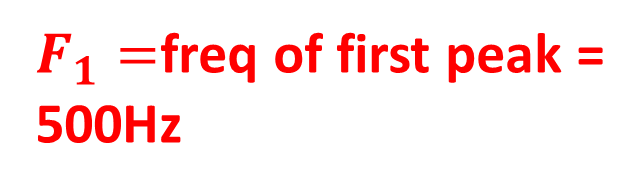 F₁ =freq of first peak =
500Hz